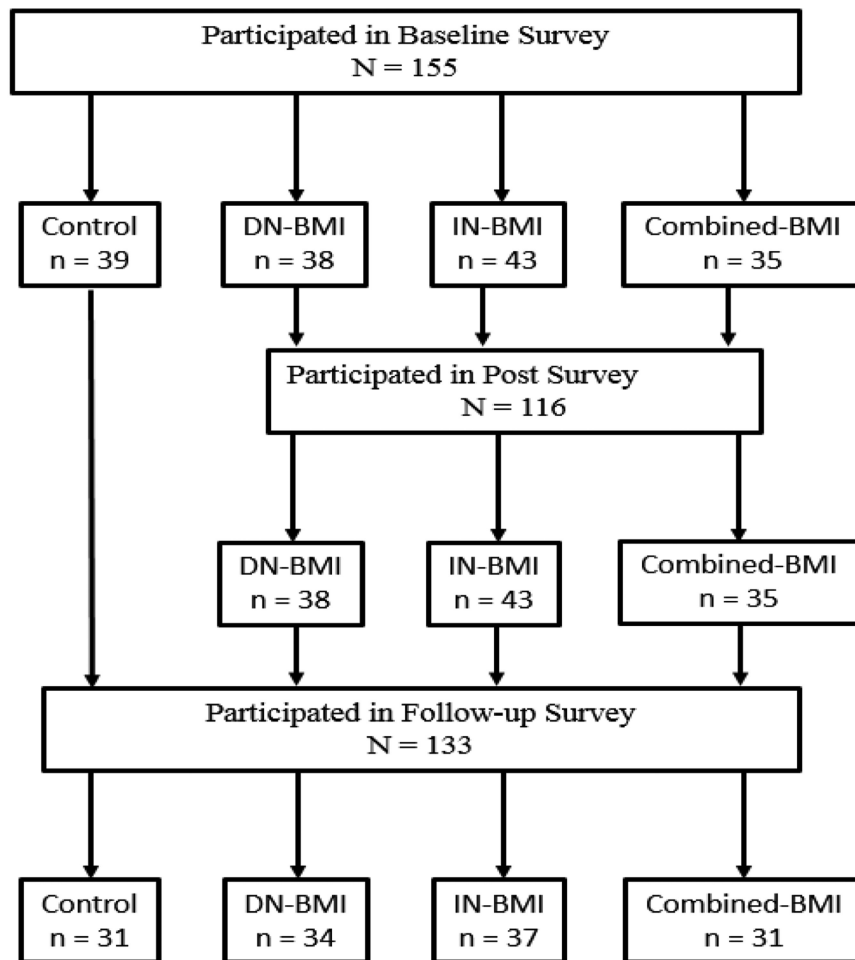 Participated in Baseline Survey
N = 155
Control
n = 39
DN-BMI
n = 38
IN-BMI
n = 43
Combined-BMI
n = 35
Participated in Post Survey
N = 116
DN-BMI
n = 38
IN-BMI
n = 43
Combined-BMI
n = 35
Participated in Follow-up Survey
N = 133
Control
n = 31
DN-BMI
n = 34
IN-BMI
n = 37
Combined-BMI
n = 31